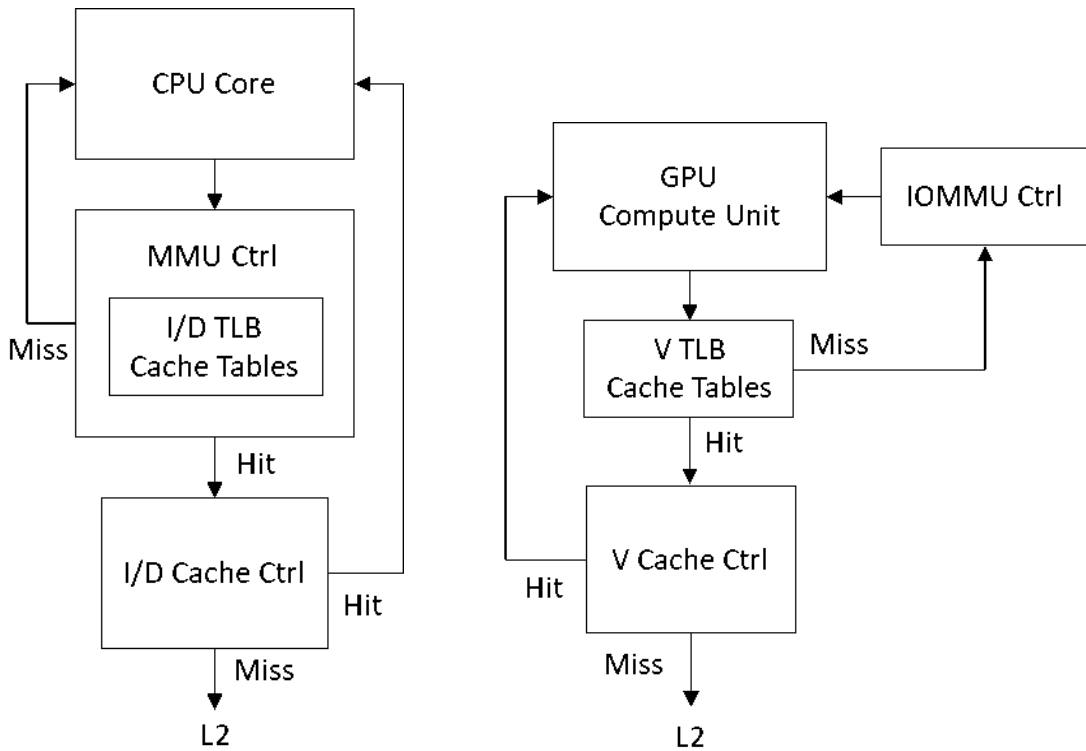 CPU Core
MMU Ctrl
I/D TLB
Cache Tables
Miss
Hit
I/D Cache Ctrl
Hit
Miss
L2
GPU
Compute Unit
IOMMU Ctrl
V TLB
Cache Tables
Miss
Hit
V Cache Ctrl
Hit
Miss
L2